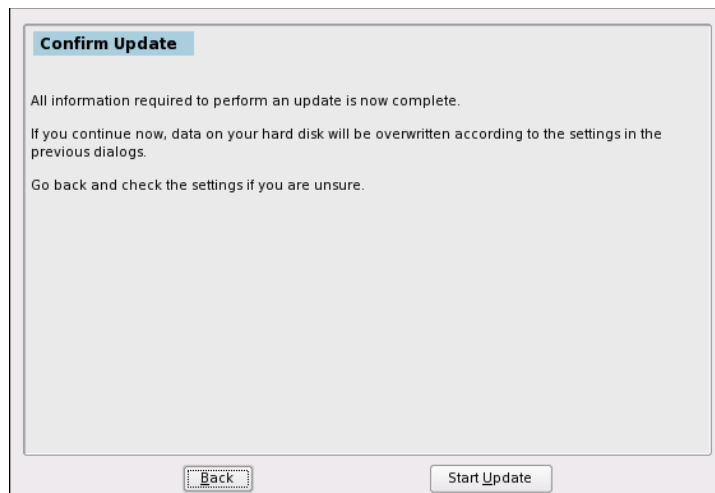 Confirm Update
All information required to perform an update is now complete.
If you continue now, data on your hard disk will be overwritten according to the settings in the
previous dialogs.
Go back and check the settings if you are unsure.
Back
Start Update